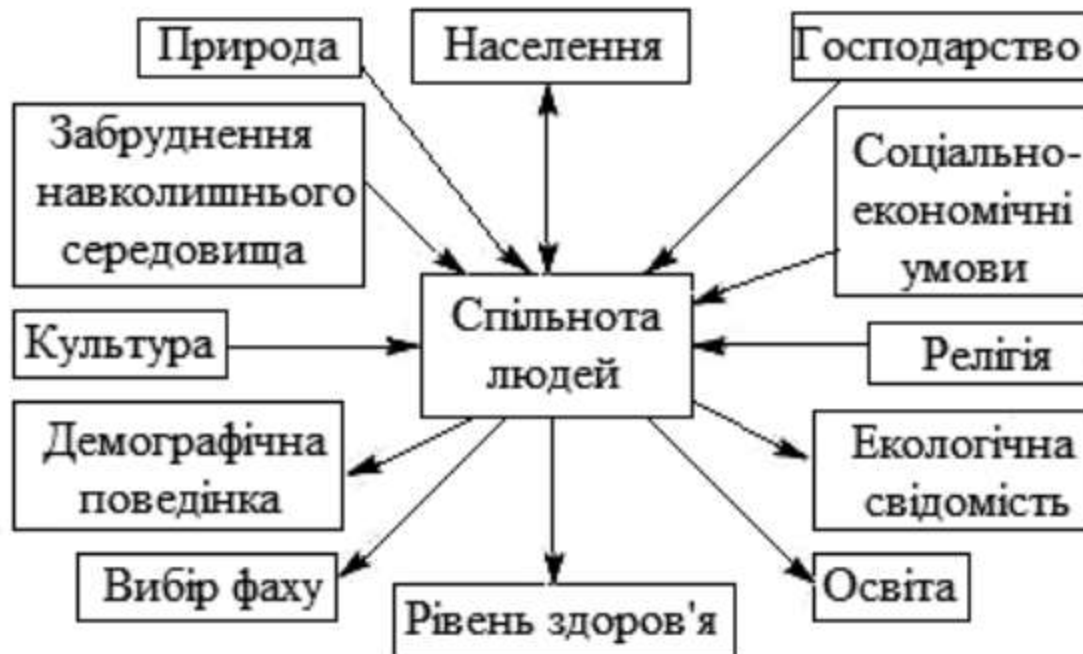 Природа
Населення
Господарство
Забруднення
навколишнього
середовища
Соціально-
економічні
умови
Спільнота
людей
Культура
Релігія
Демографічна
поведінка
Екологічна
свідомість
Вибір фаху
Рівень здоров'я
Освіта